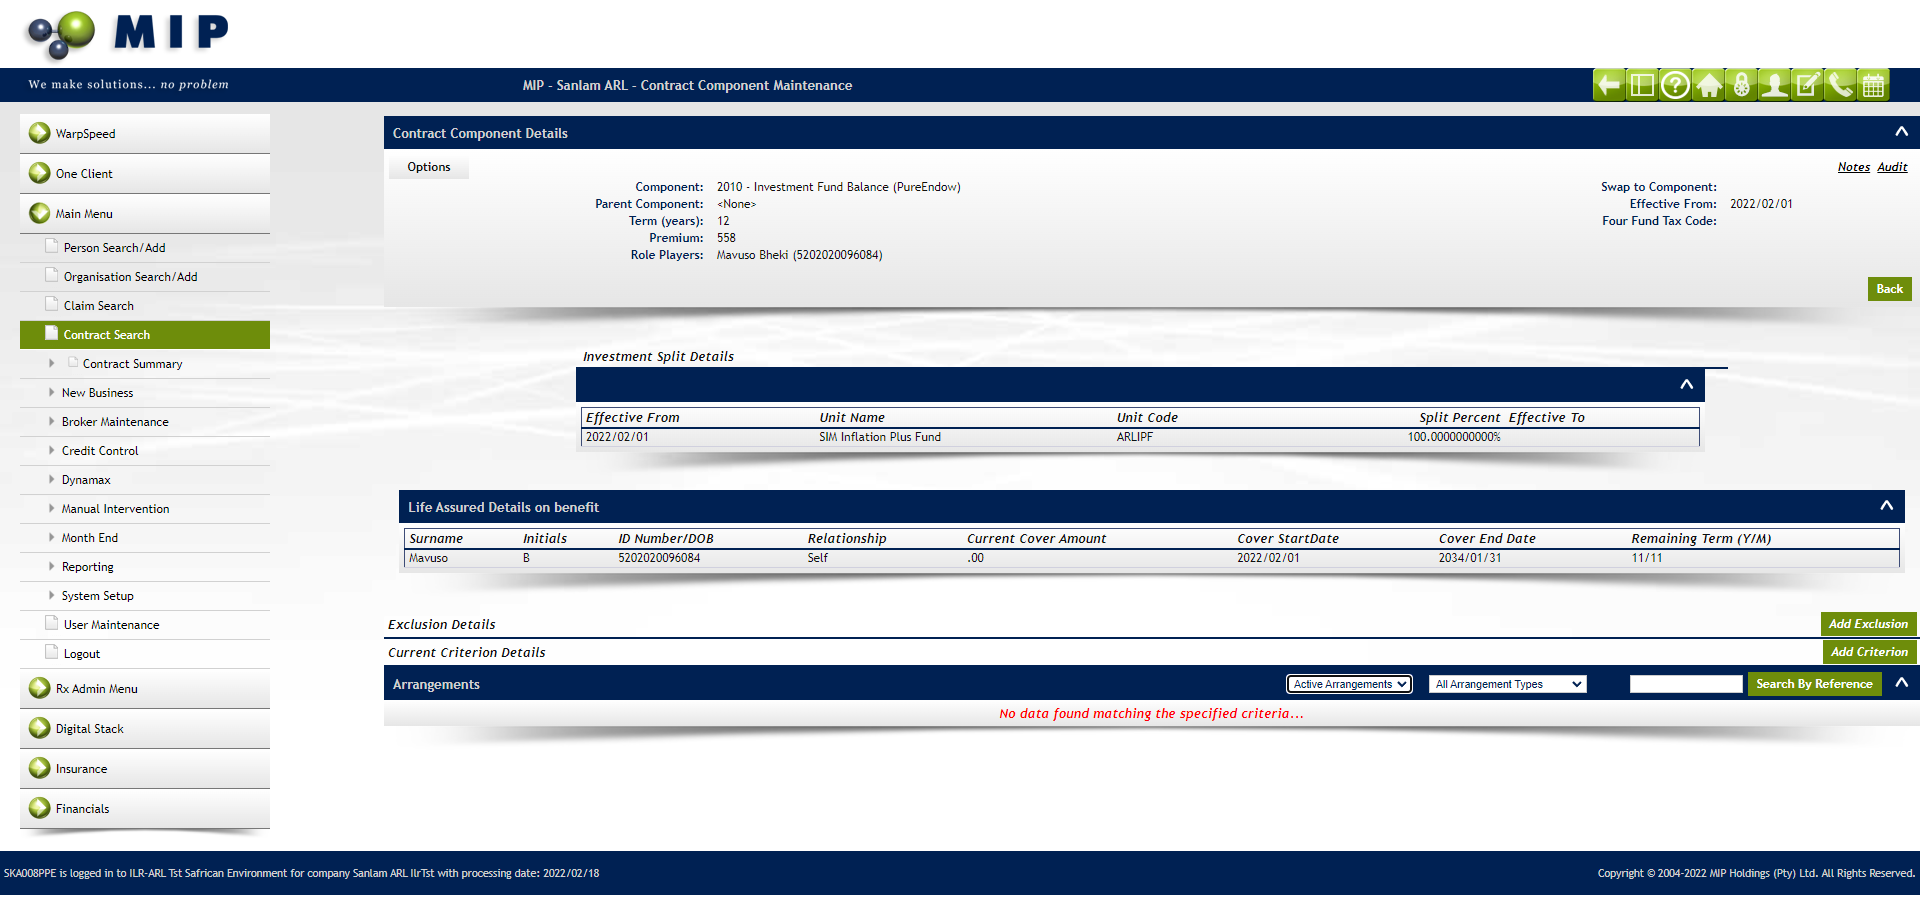 MIP
We make solutions... no problem
MIP - Sanlam ARL - Contract Component Maintenance
WarpSpeed
One Client
Main Menu
Person Search/Add
Organisation Search/Add
Claim Search
Contract Search
Contract Summary
New Business
Broker Maintenance
Credit Control
Dynamax
Manual Intervention
Month End
Reporting
System Setup
User Maintenance
Logout
Rx Admin Menu
Digital Stack
Insurance
Financials
Contract Component Details
Options
Notes Audit
Component: 2010 - Investment Fund Balance (PureEndow)
Parent Component: <None>
Term (years): 12
Premium: 558
Role Players: Mavuso Bheki (5202020096084)
Swap to Component:
Effective From: 2022/02/01
Four Fund Tax Code:
Back
Investment Split Details
Effective From Unit Name Unit Code Split Percent Effective To
2022/02/01 SIM Inflation Plus Fund ARLIPF 100.0000000000%
Life Assured Details on benefit
Surname Initials ID Number/DOB Relationship Current Cover Amount Cover StartDate Cover End Date Remaining Term (Y/M)
Mavuso B 5202020096084 Self .00 2022/02/01 2034/01/31 11/11
Exclusion Details Add Exclusion
Current Criterion Details Add Criterion
Arrangements Active Arrangements All Arrangement Types Search By Reference
No data found matching the specified criteria...
SKA008PPE is logged in to ILR-ARL Tst Safrican Environment for company Sanlam ARL IlrTst with processing date: 2022/02/18
Copyright © 2004-2022 MIP Holdings (Pty) Ltd. All Rights Reserved.